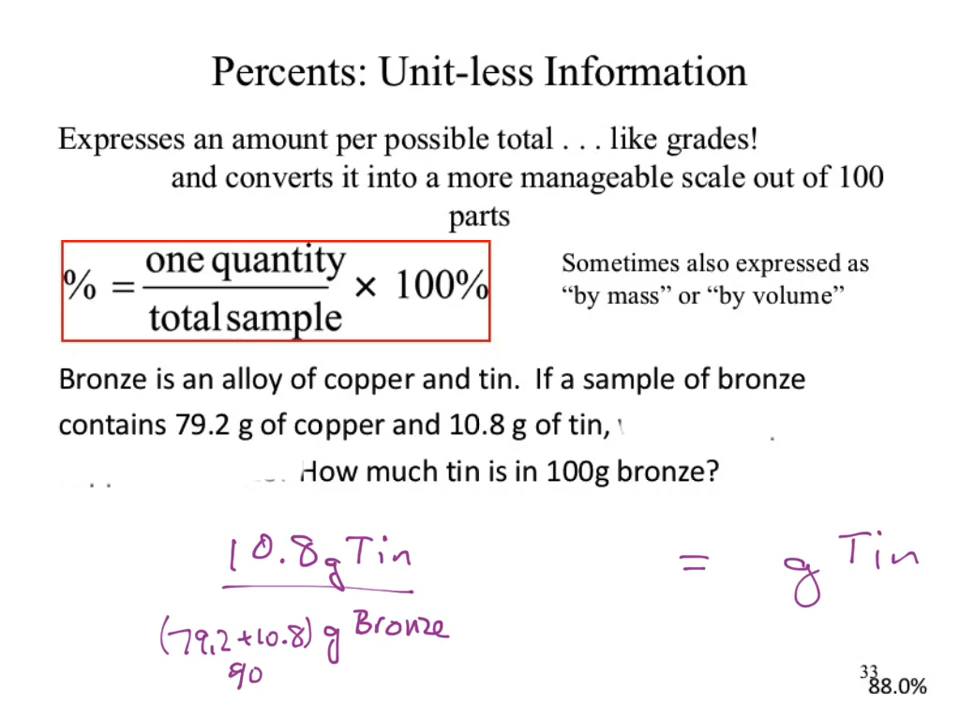 Percents: Unit-less Information
Expresses an amount per possible total . . . like grades!
and converts it into a more manageable scale out of 100
parts
% = one quantity / total sample × 100%
Sometimes also expressed as
“by mass” or “by volume”
Bronze is an alloy of copper and tin. If a sample of bronze
contains 79.2 g of copper and 10.8 g of tin,
How much tin is in 100g bronze?
10.8 g Tin = g Tin
(79.2+10.8) g Bronze
90
33
88.0%